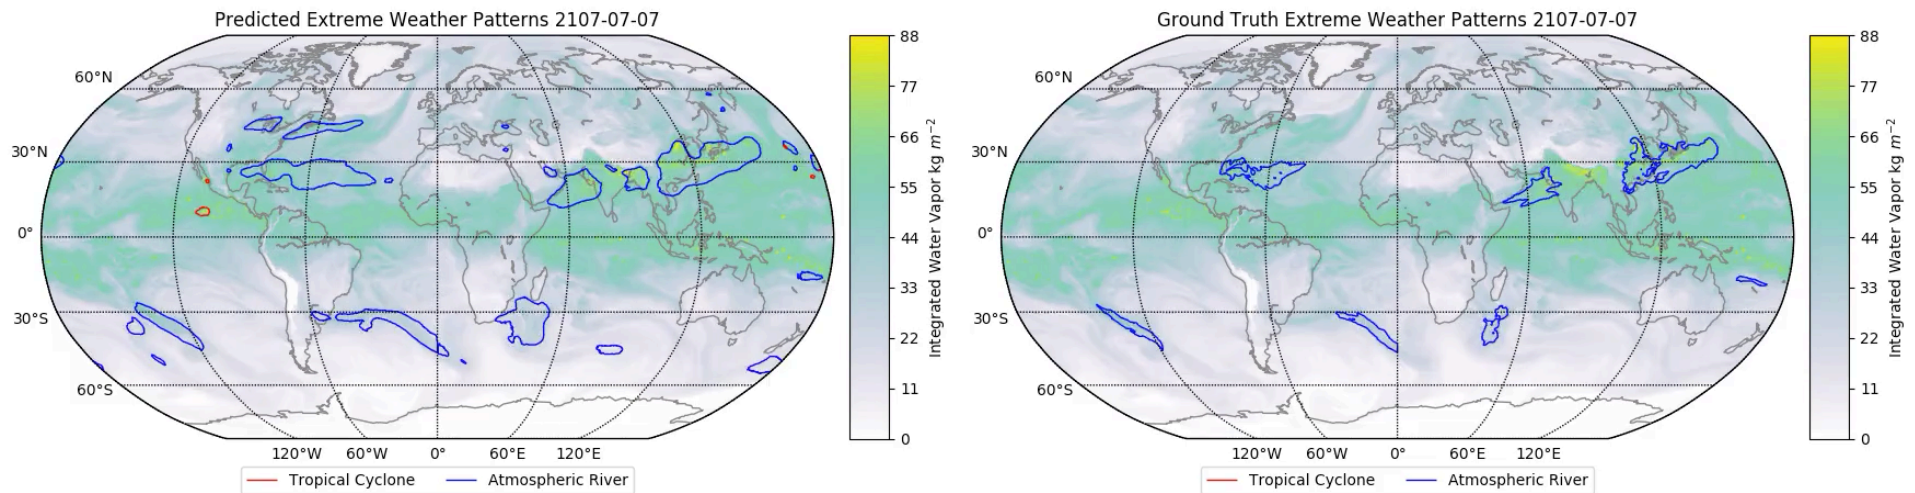 Predicted Extreme Weather Patterns 2107-07-07
60°N
30°N
0°
30°S
60°S
120°W 60°W 0° 60°E 120°E
88
77
66
55
44
33
22
11
0
Integrated Water Vapor kg m⁻²
Tropical Cyclone Atmospheric River
Ground Truth Extreme Weather Patterns 2107-07-07
60°N
30°N
0°
30°S
60°S
120°W 60°W 0° 60°E 120°E
88
77
66
55
44
33
22
11
0
Integrated Water Vapor kg m⁻²
Tropical Cyclone Atmospheric River